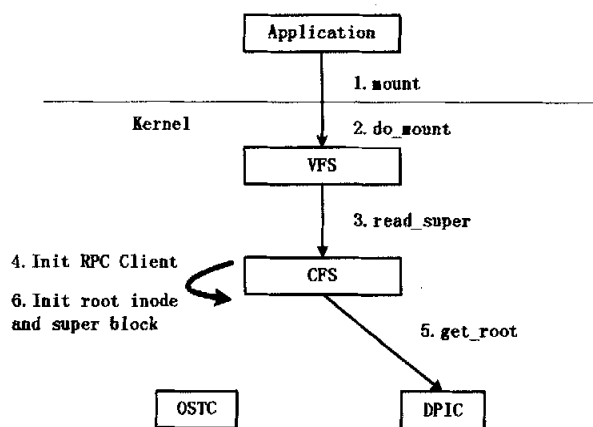 Application
1. mount
Kernel
2. do_mount
VFS
3. read_super
4. Init RPC Client
CFS
6. Init root inode
and super block
5. get_root
OSTC
DPIC